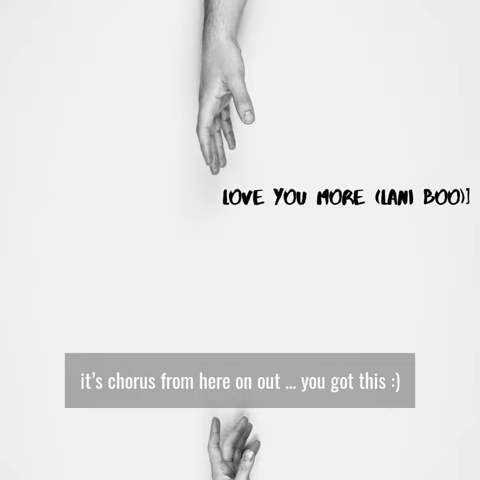 LOVE YOU MORE (LANI BOO)]
it’s chorus from here on out ... you got this :)